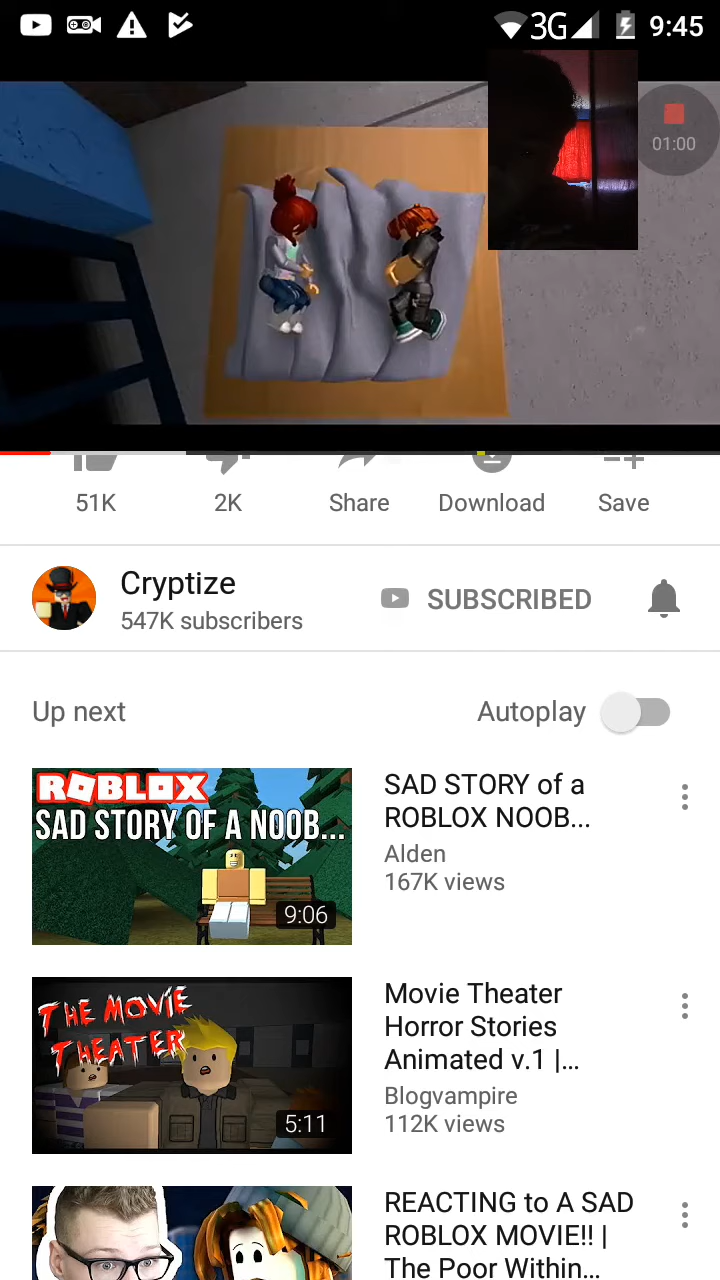 3G 9:45
01:00
51K 2K Share Download Save
Cryptize
547K subscribers
SUBSCRIBED
Up next
Autoplay
ROBLOX
SAD STORY OF A NOOB...
9:06
SAD STORY of a
ROBLOX NOOB...
Alden
167K views
THE MOVIE
THEATER
5:11
Movie Theater
Horror Stories
Animated v.1 |...
Blogvampire
112K views
REACTING to A SAD
ROBLOX MOVIE!! |
The Poor Within...